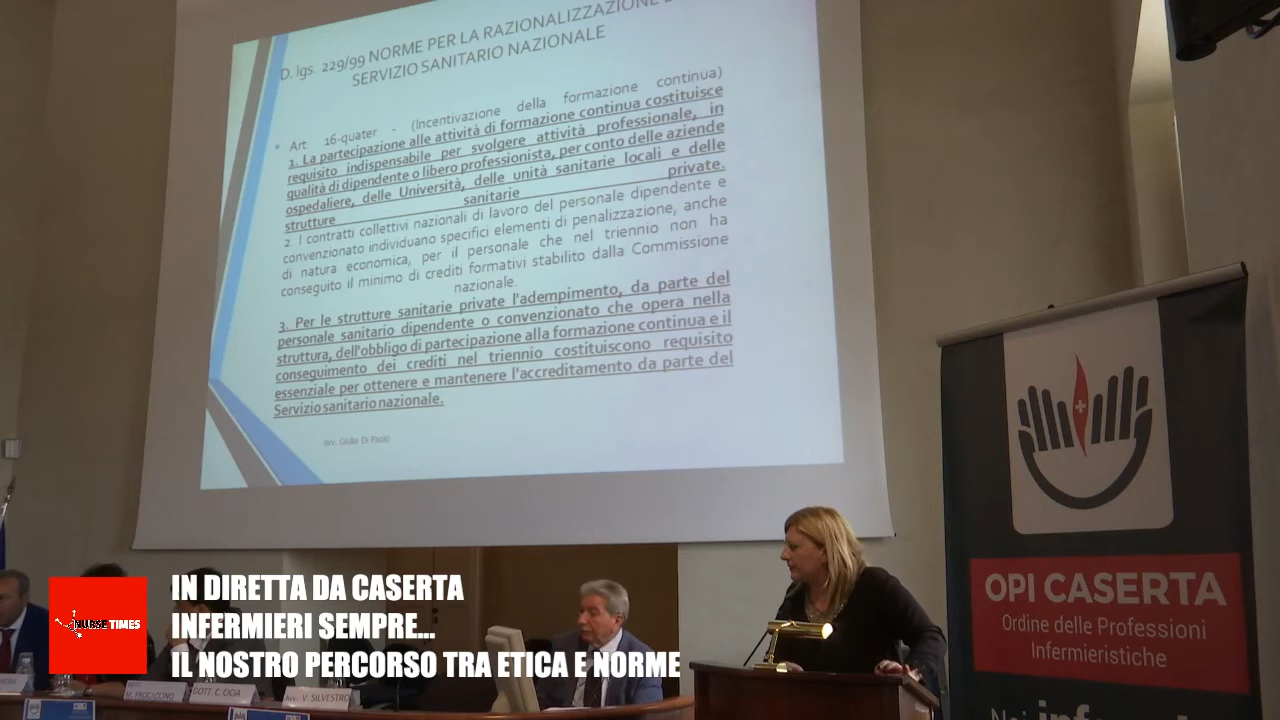 D. lgs. 229/99 NORME PER LA RAZIONALIZZAZIONE
SERVIZIO SANITARIO NAZIONALE
Art. 16-quater - (Incentivazione della formazione continua)
1. La partecipazione alle attività di formazione continua costituisce
requisito indispensabile per svolgere attività professionale, in
qualità di dipendente o libero professionista, per conto delle aziende
ospedaliere, delle Università, delle unità sanitarie locali e delle
strutture sanitarie private.
2. I contratti collettivi nazionali di lavoro del personale dipendente e
convenzionato individuano specifici elementi di penalizzazione, anche
di natura economica, per il personale che nel triennio non ha
conseguito il minimo di crediti formativi stabilito dalla Commissione
nazionale.
3. Per le strutture sanitarie private l'adempimento, da parte del
personale sanitario dipendente o convenzionato che opera nella
struttura, dell'obbligo di partecipazione alla formazione continua e il
conseguimento dei crediti nel triennio costituiscono requisito
essenziale per ottenere e mantenere l'accreditamento da parte del
Servizio sanitario nazionale.
avv. Giulia Di Paolo
OPI CASERTA
Ordine delle Professioni
Infermieristiche
Noi
NURSE TIMES
IN DIRETTA DA CASERTA
INFERMIERI SEMPRE...
IL NOSTRO PERCORSO TRA ETICA E NORME
M. PROCACCINO
DOTT. C. CICIA
Avv. V. SILVESTRO